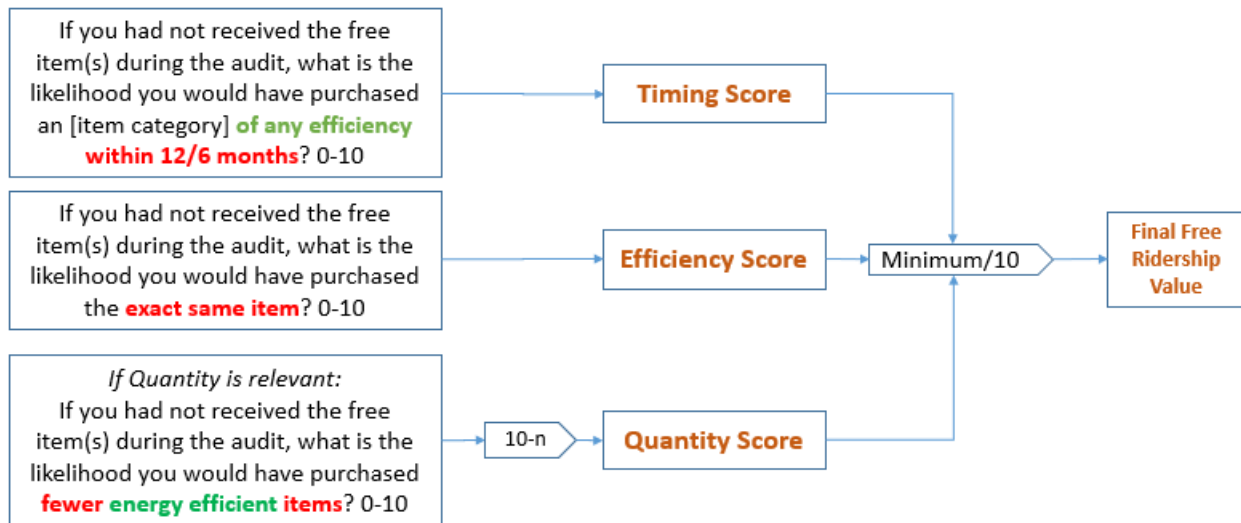 If you had not received the free
item(s) during the audit, what is the
likelihood you would have purchased
an [item category] of any efficiency
within 12/6 months? 0-10
Timing Score
If you had not received the free
item(s) during the audit, what is the
likelihood you would have purchased
the exact same item? 0-10
Efficiency Score
Minimum/10
Final Free
Ridership
Value
If Quantity is relevant:
If you had not received the free
item(s) during the audit, what is the
likelihood you would have purchased
fewer energy efficient items? 0-10
10-n
Quantity Score